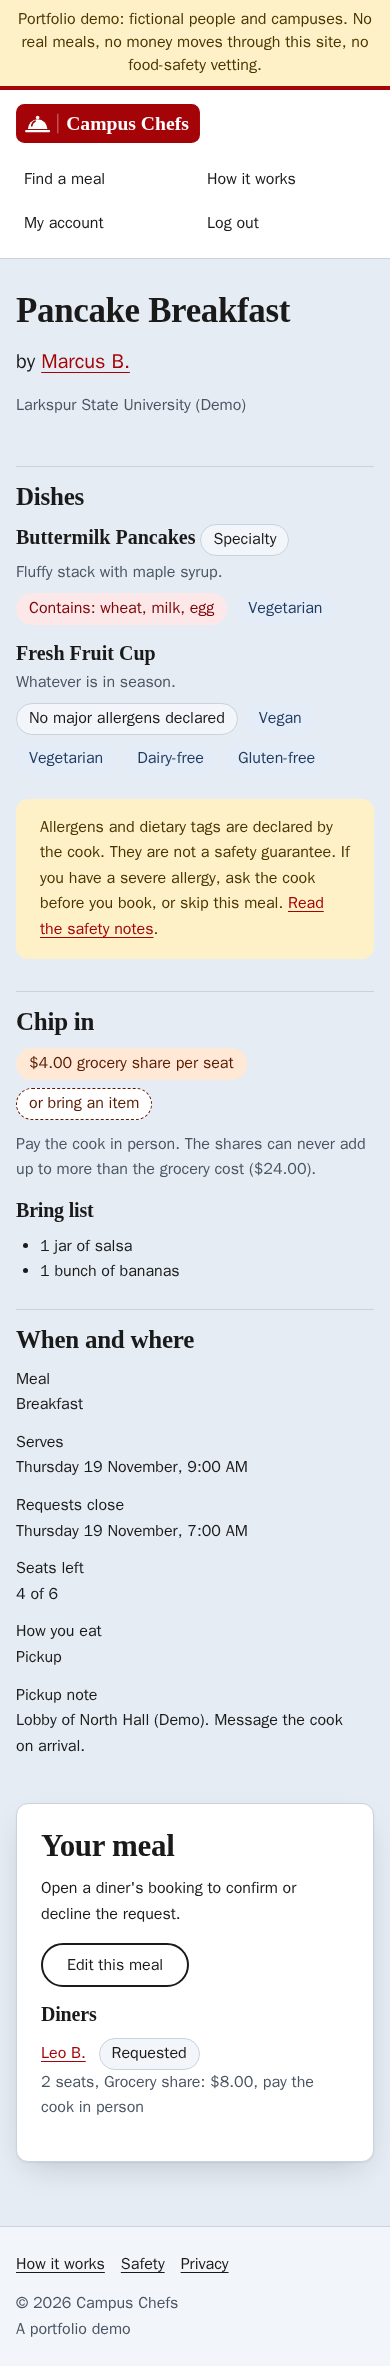 Portfolio demo: fictional people and campuses. No
real meals, no money moves through this site, no
food-safety vetting.
Campus Chefs
Find a meal
How it works
My account
Log out
Pancake Breakfast
by Marcus B.
Larkspur State University (Demo)
Dishes
Buttermilk Pancakes Specialty
Fluffy stack with maple syrup.
Contains: wheat, milk, egg Vegetarian
Fresh Fruit Cup
Whatever is in season.
No major allergens declared Vegan
Vegetarian Dairy-free Gluten-free
Allergens and dietary tags are declared by
the cook. They are not a safety guarantee. If
you have a severe allergy, ask the cook
before you book, or skip this meal. Read
the safety notes.
Chip in
$4.00 grocery share per seat
or bring an item
Pay the cook in person. The shares can never add
up to more than the grocery cost ($24.00).
Bring list
• 1 jar of salsa
• 1 bunch of bananas
When and where
Meal
Breakfast
Serves
Thursday 19 November, 9:00 AM
Requests close
Thursday 19 November, 7:00 AM
Seats left
4 of 6
How you eat
Pickup
Pickup note
Lobby of North Hall (Demo). Message the cook
on arrival.
Your meal
Open a diner's booking to confirm or
decline the request.
Edit this meal
Diners
Leo B. Requested
2 seats, Grocery share: $8.00, pay the
cook in person
How it works Safety Privacy
© 2026 Campus Chefs
A portfolio demo